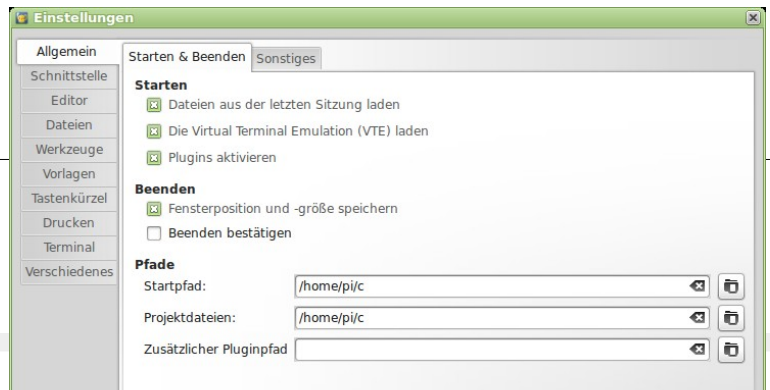 Einstellungen
Allgemein
Schnittstelle
Editor
Dateien
Werkzeuge
Vorlagen
Tastenkürzel
Drucken
Terminal
Verschiedenes
Starten & Beenden Sonstiges
Starten
Dateien aus der letzten Sitzung laden
Die Virtual Terminal Emulation (VTE) laden
Plugins aktivieren
Beenden
Fensterposition und -größe speichern
Beenden bestätigen
Pfade
Startpfad: /home/pi/c
Projektdateien: /home/pi/c
Zusätzlicher Pluginpfad